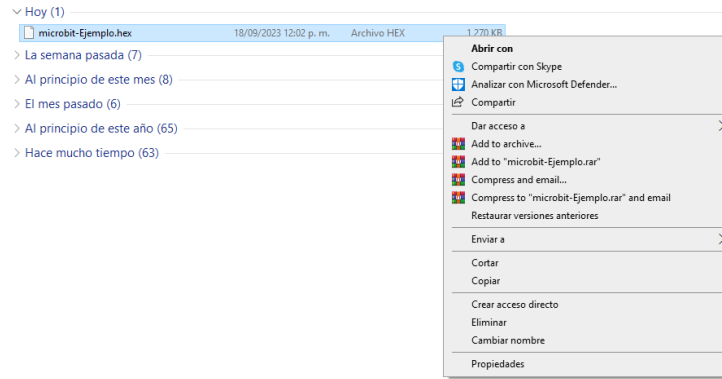 Hoy (1)
microbit-Ejemplo.hex 18/09/2023 12:02 p. m. Archivo HEX 1,270 KB
La semana pasada (7)
Al principio de este mes (8)
El mes pasado (6)
Al principio de este año (65)
Hace mucho tiempo (63)
Abrir con
Compartir con Skype
Analizar con Microsoft Defender...
Compartir
Dar acceso a
Add to archive...
Add to "microbit-Ejemplo.rar"
Compress and email...
Compress to "microbit-Ejemplo.rar" and email
Restaurar versiones anteriores
Enviar a
Cortar
Copiar
Crear acceso directo
Eliminar
Cambiar nombre
Propiedades